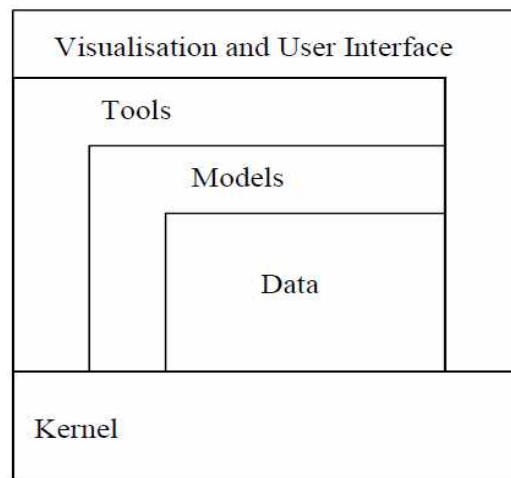 Visualisation and User Interface
Tools
Models
Data
Kernel